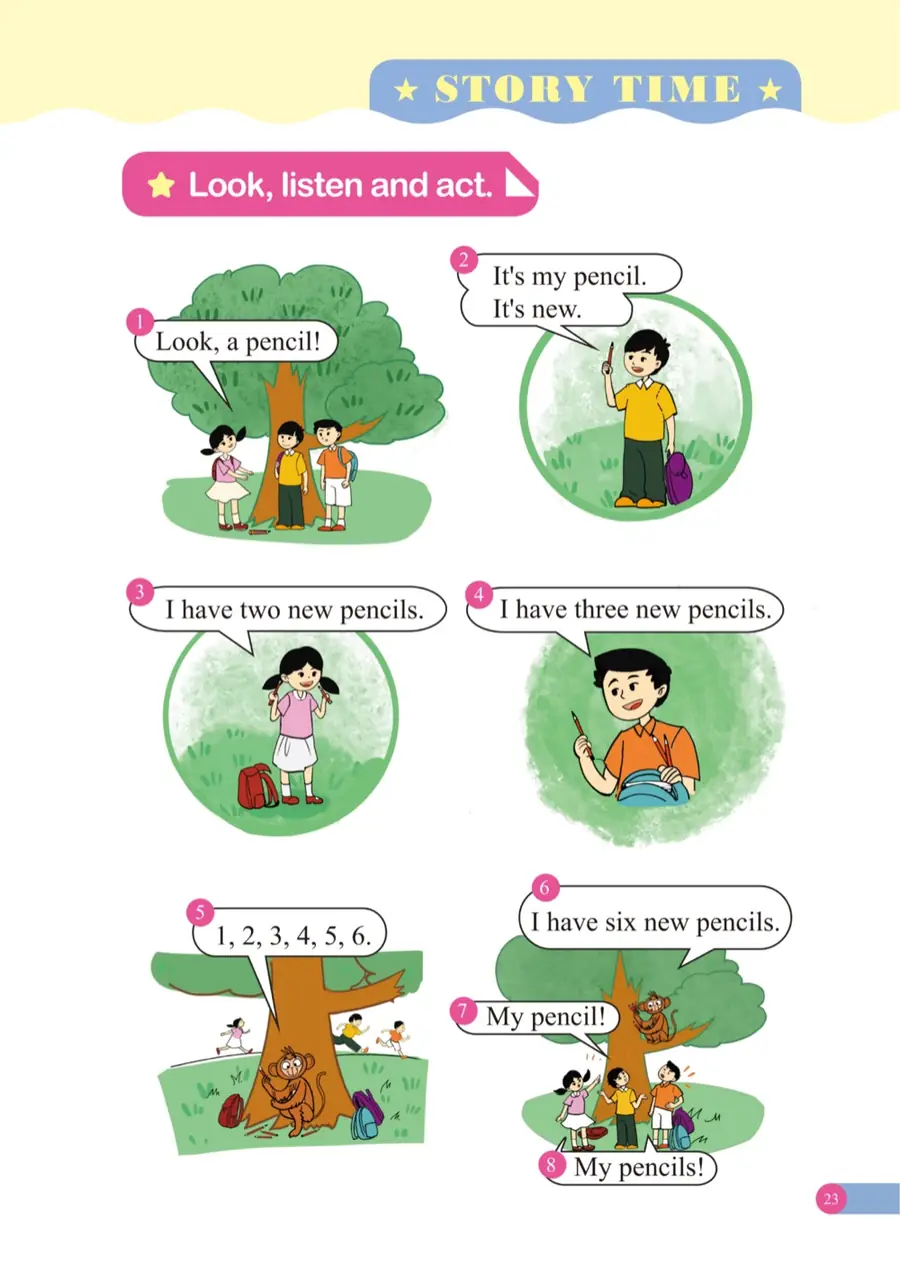 STORY TIME
Look, listen and act.
1
Look, a pencil!
2
It's my pencil.
It's new.
3
I have two new pencils.
4
I have three new pencils.
5
1, 2, 3, 4, 5, 6.
6
I have six new pencils.
7
My pencil!
8
My pencils!
23